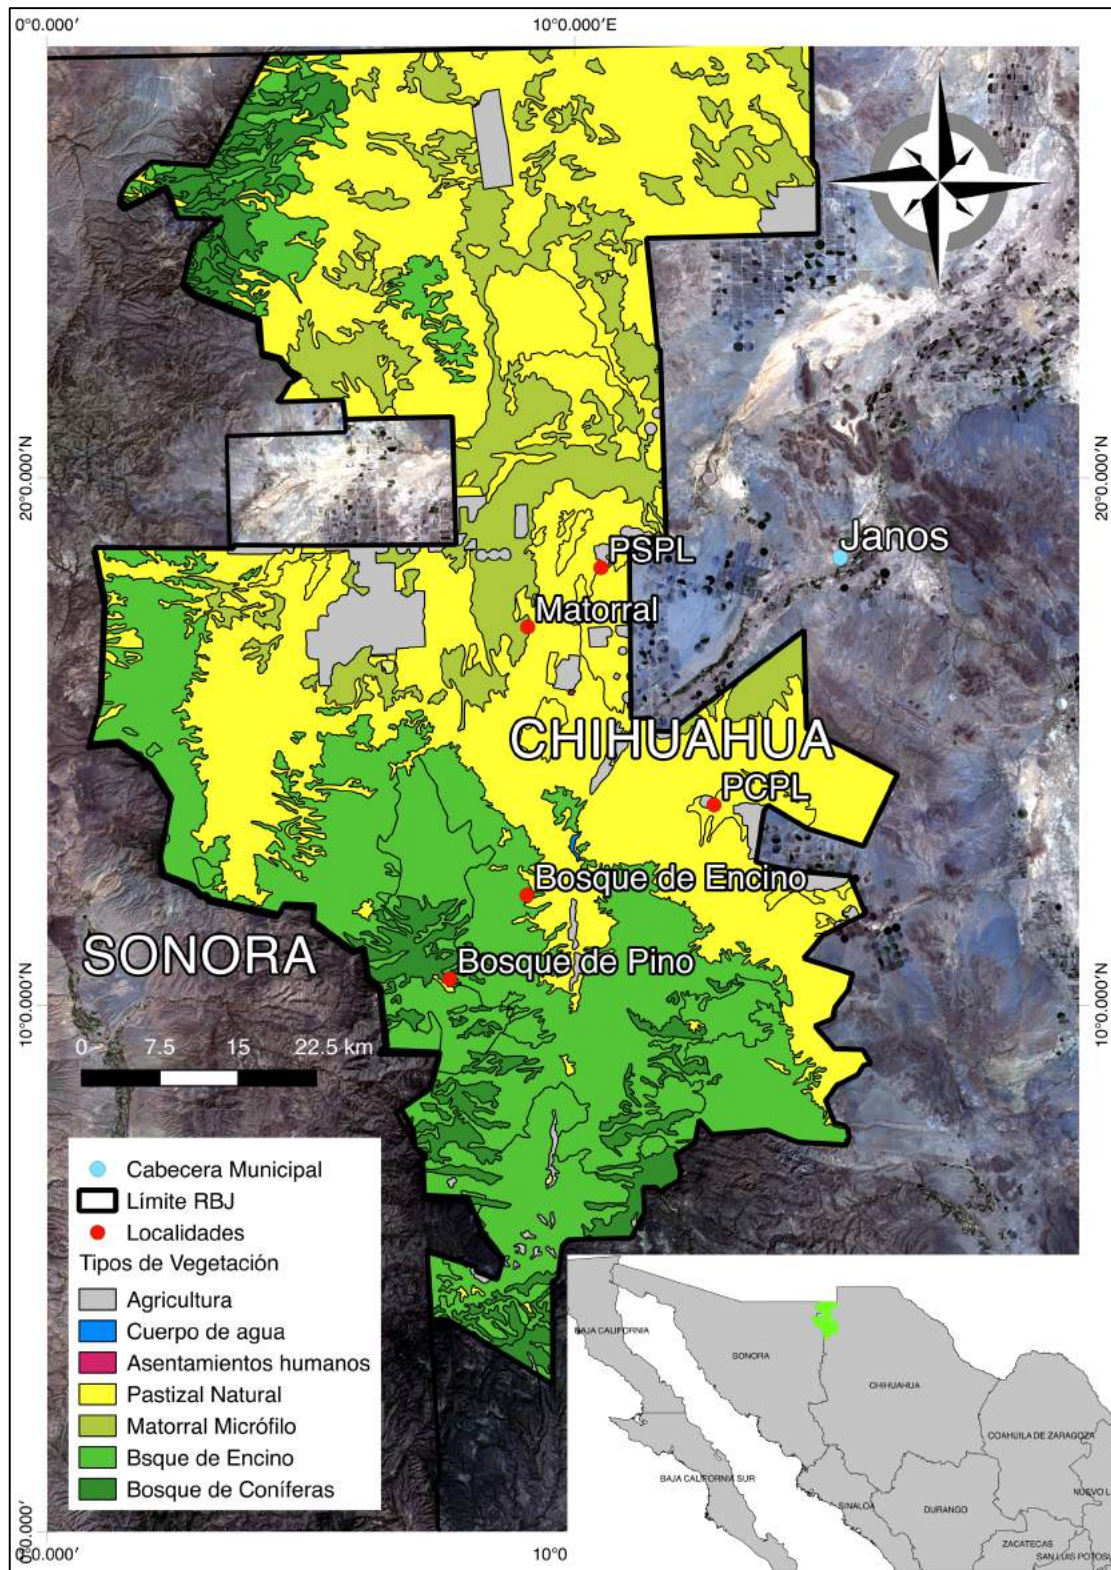 0°0.000′
10°0.000′E
20°0.000′N
20°0.000′N
Janos
PSPL
Matorral
CHIHUAHUA
PCPL
Bosque de Encino
SONORA
Bosque de Pino
10°0.000′N
10°0.000′N
0 7.5 15 22.5 km
Cabecera Municipal
Límite RBJ
Localidades
Tipos de Vegetación
Agricultura
Cuerpo de agua
Asentamientos humanos
Pastizal Natural
Matorral Micrófilo
Bsque de Encino
Bosque de Coníferas
BAJA CALIFORNIA
SONORA
CHIHUAHUA
COAHUILA DE ZARAGOZA
BAJA CALIFORNIA SUR
SINALOA
DURANGO
NUEVO L
ZACATECAS
SAN LUIS POTOSI
0°0.000′
0°0.000′
10°0